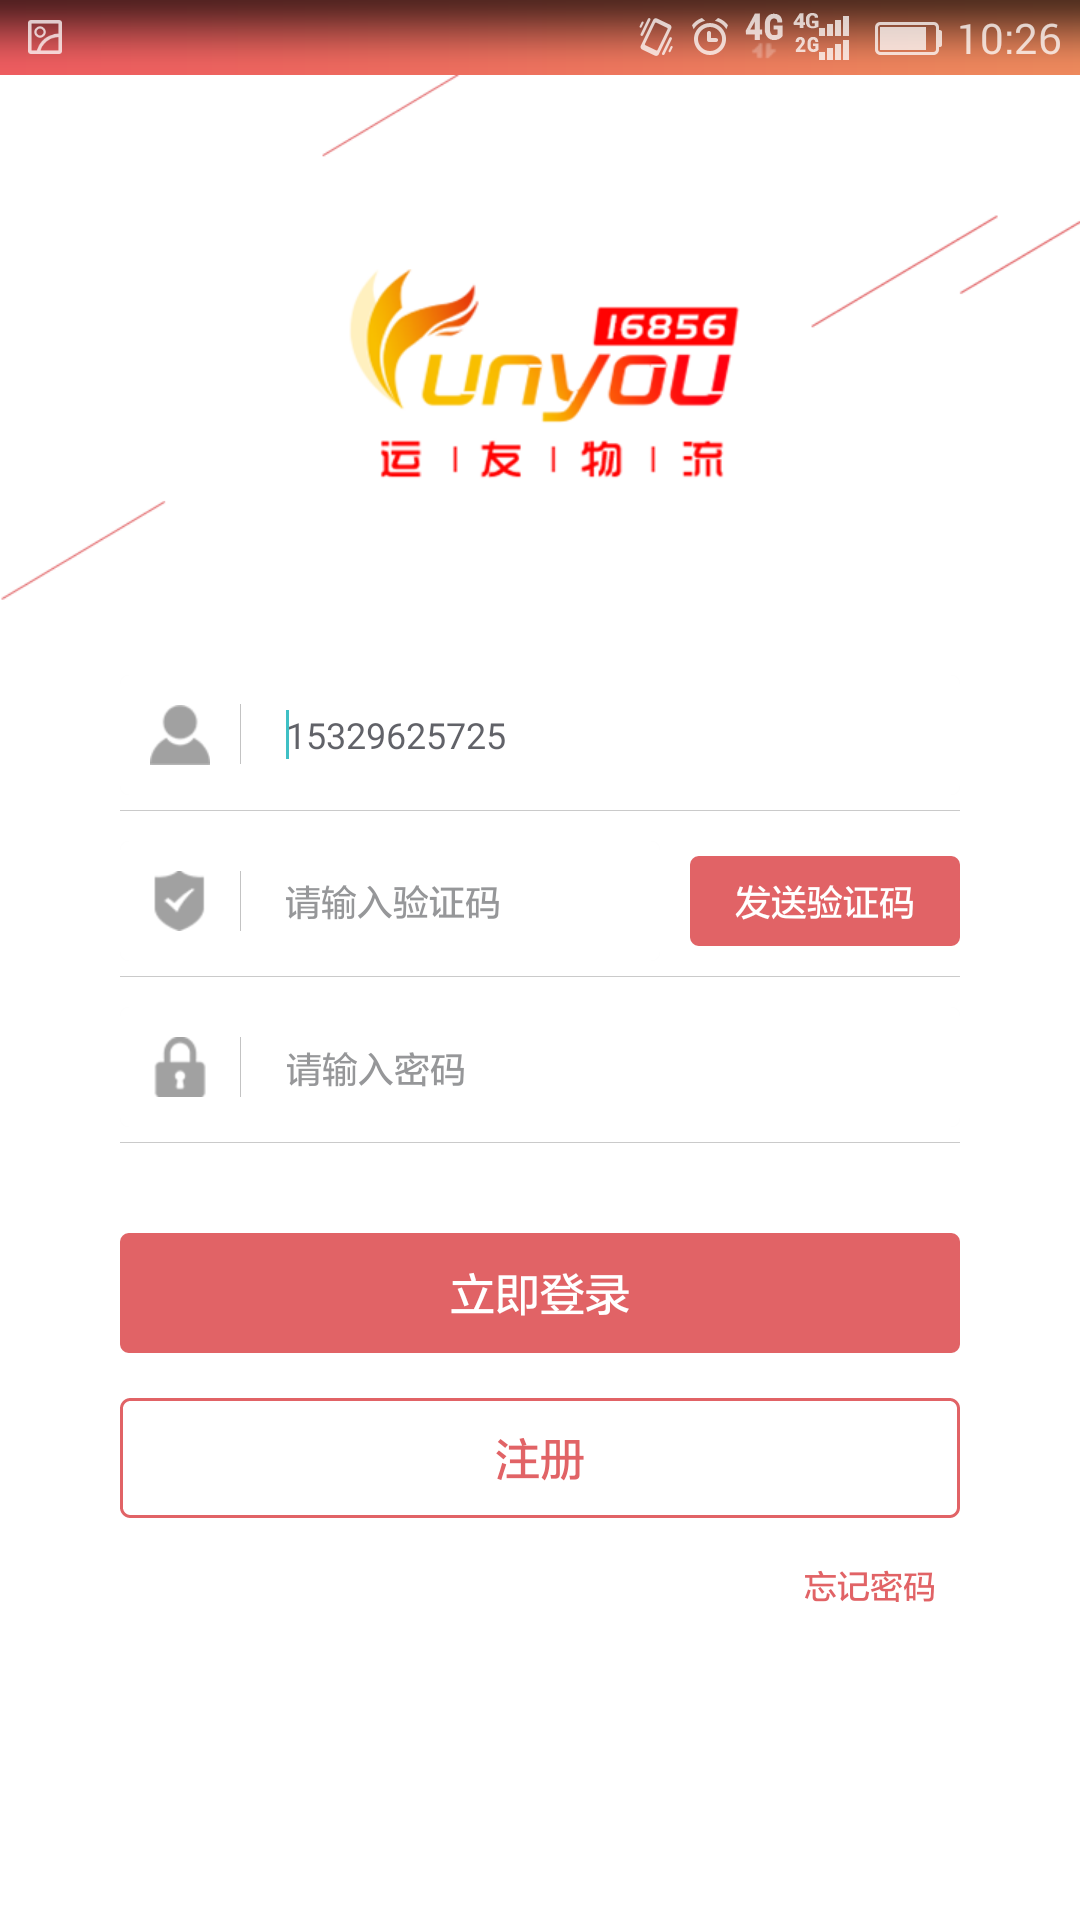 4G 4G 2G 10:26
16856
unyou
运 | 友 | 物 | 流
15329625725
请输入验证码 发送验证码
请输入密码
立即登录
注册
忘记密码